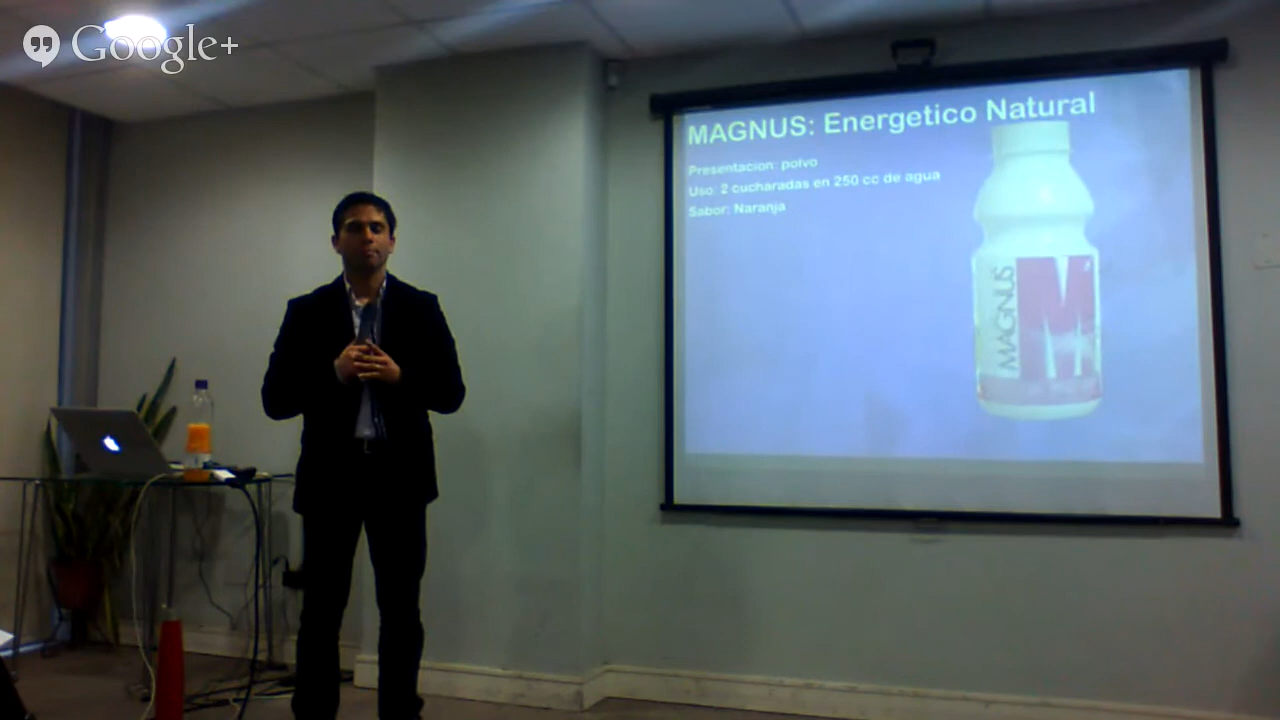 Google+
MAGNUS: Energetico Natural
Presentacion: polvo
Uso: 2 cucharadas en 250 cc de agua
Sabor: Naranja
MAGNUS
M